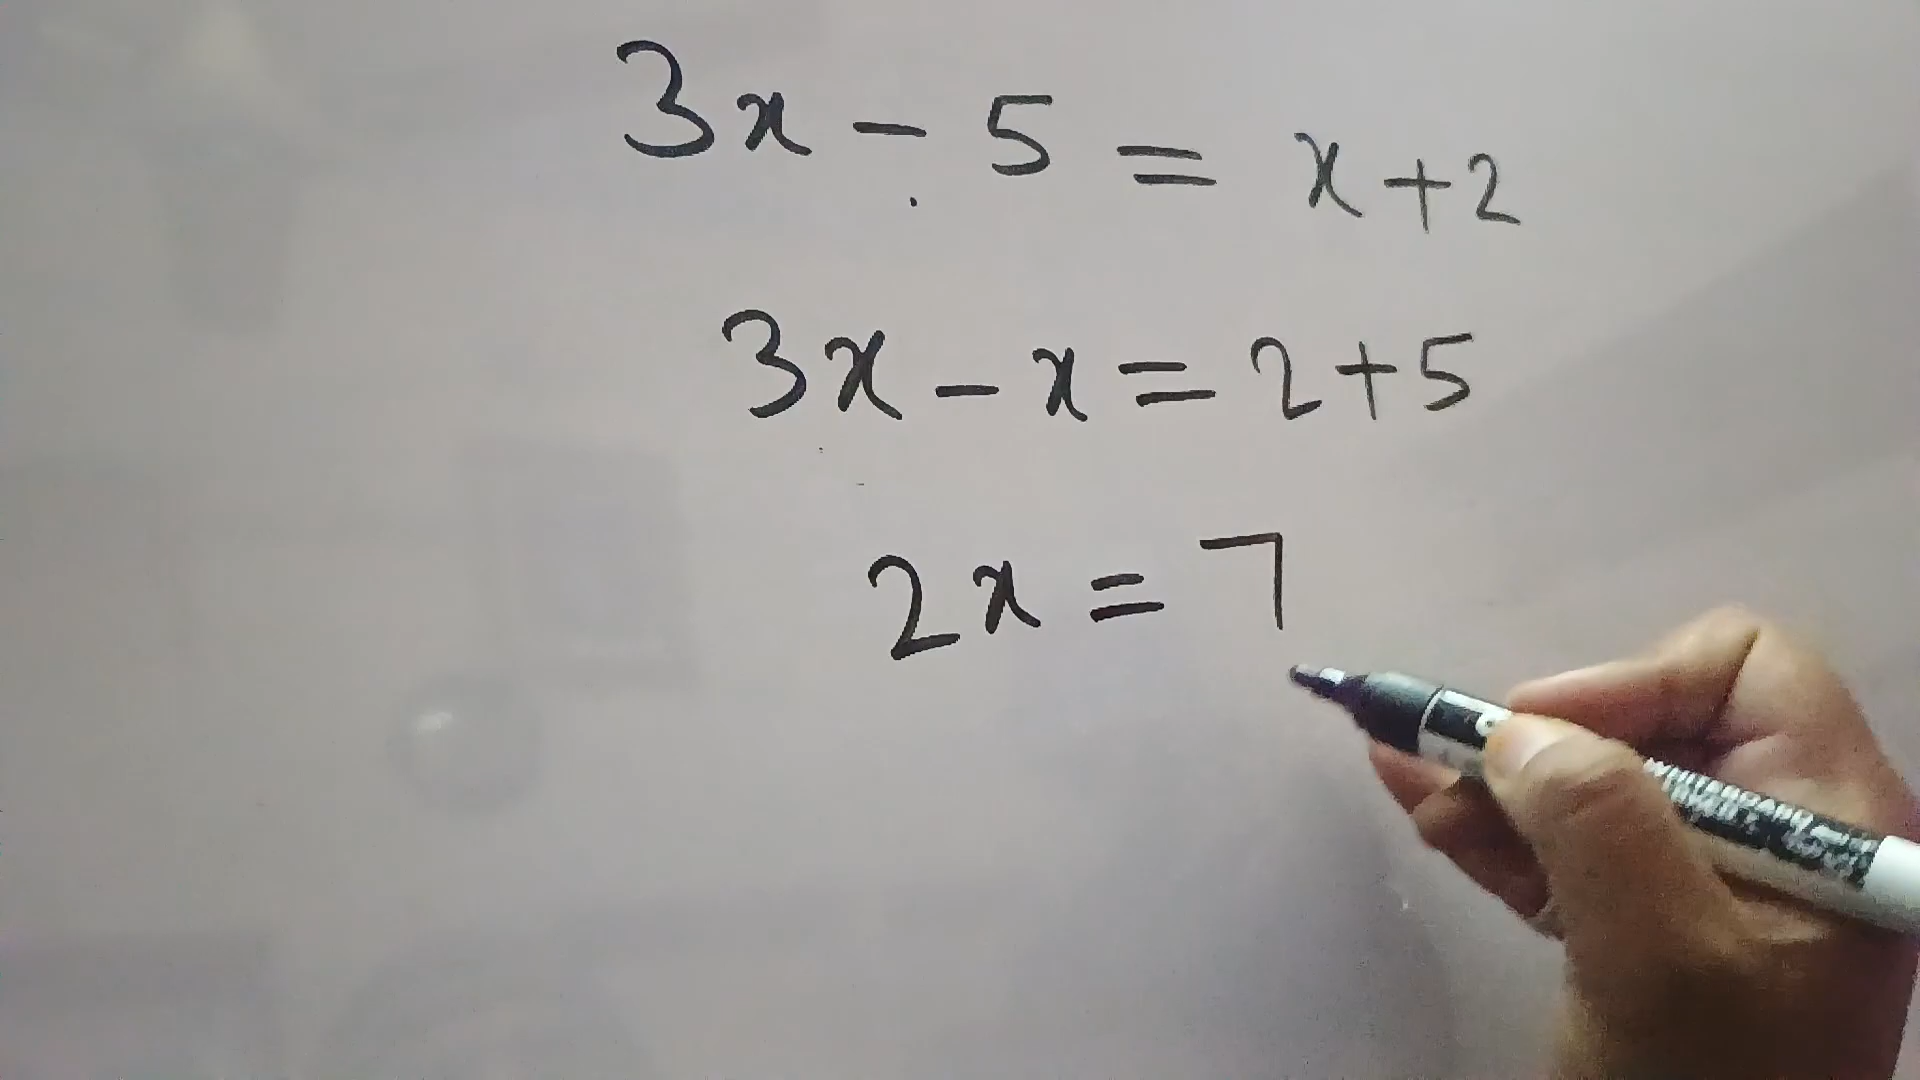 3x - 5 = x + 2
3x - x = 2 + 5
2x = 7